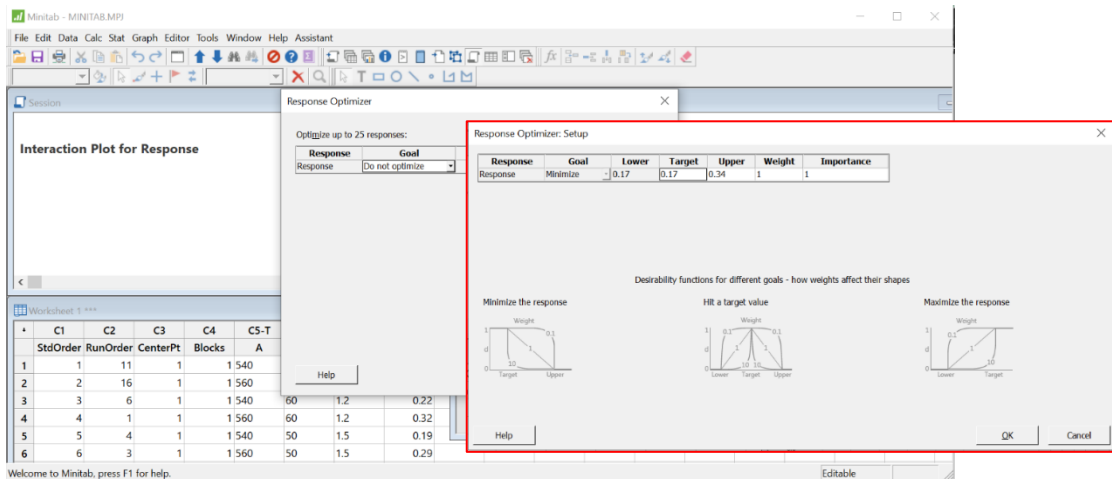 Minitab - MINITAB.MPJ
File Edit Data Calc Stat Graph Editor Tools Window Help Assistant
Session
Interaction Plot for Response
Response Optimizer
Optimize up to 25 responses:
Response Goal
Response Do not optimize
Help
Response Optimizer: Setup
Response Goal Lower Target Upper Weight Importance
Response Minimize 0.17 0.17 0.34 1 1
Desirability functions for different goals - how weights affect their shapes
Minimize the response Hit a target value Maximize the response
Weight Weight Weight
1 0.1 1 0.1 0.1 1 0.1
d 1 d 1 1 d 1
0 10 0 10 10 0 10
Target Upper Lower Target Upper Lower Target
Help OK Cancel
Worksheet 1 ***
C1 C2 C3 C4 C5-T
StdOrder RunOrder CenterPt Blocks A
1 1 11 1 1 540
2 2 16 1 1 560
3 3 6 1 1 540 60 1.2 0.22
4 4 1 1 1 560 60 1.2 0.32
5 5 4 1 1 540 50 1.5 0.19
6 6 3 1 1 560 50 1.5 0.29
Welcome to Minitab, press F1 for help. Editable